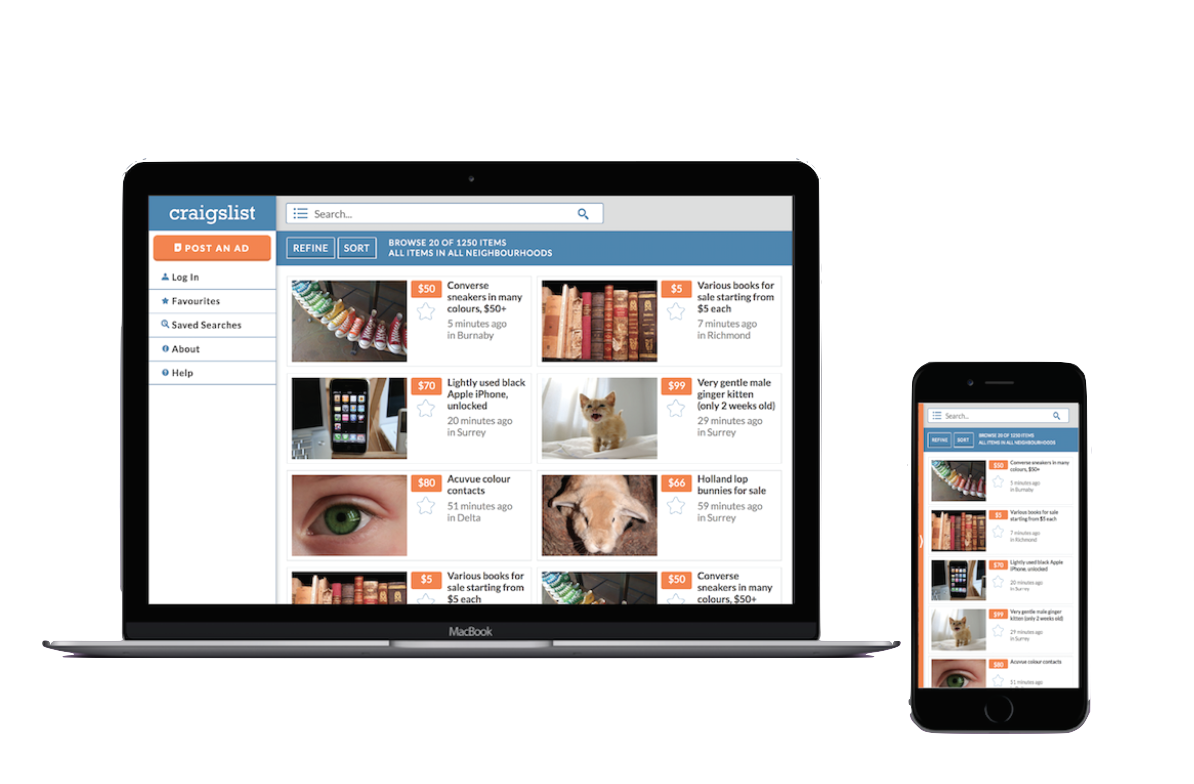 craigslist
Search...
POST AN AD
REFINE
SORT
BROWSE 20 OF 1250 ITEMS
ALL ITEMS IN ALL NEIGHBOURHOODS
Log In
Favourites
Saved Searches
About
Help
$50
Converse
sneakers in many
colours, $50+
5 minutes ago
in Burnaby
$5
Various books for
sale starting from
$5 each
7 minutes ago
in Richmond
$70
Lightly used black
Apple iPhone,
unlocked
20 minutes ago
in Surrey
$99
Very gentle male
ginger kitten
(only 2 weeks old)
29 minutes ago
in Surrey
$80
Acuvue colour
contacts
51 minutes ago
in Delta
$66
Holland lop
bunnies for sale
59 minutes ago
in Surrey
$5
Various books for
sale starting from
$5 each
$50
Converse
sneakers in many
colours, $50+
MacBook
Search...
REFINE
SORT
BROWSE 20 OF 1250 ITEMS
ALL ITEMS IN ALL NEIGHBOURHOODS
$50
Converse sneakers in many
colours, $50+
5 minutes ago
in Burnaby
$5
Various books for sale
starting from $5 each
7 minutes ago
in Richmond
$70
Lightly used black Apple
iPhone, unlocked
20 minutes ago
in Surrey
$99
Very gentle male ginger
kitten (only 2 weeks old)
29 minutes ago
in Surrey
$80
Acuvue colour contacts
51 minutes ago